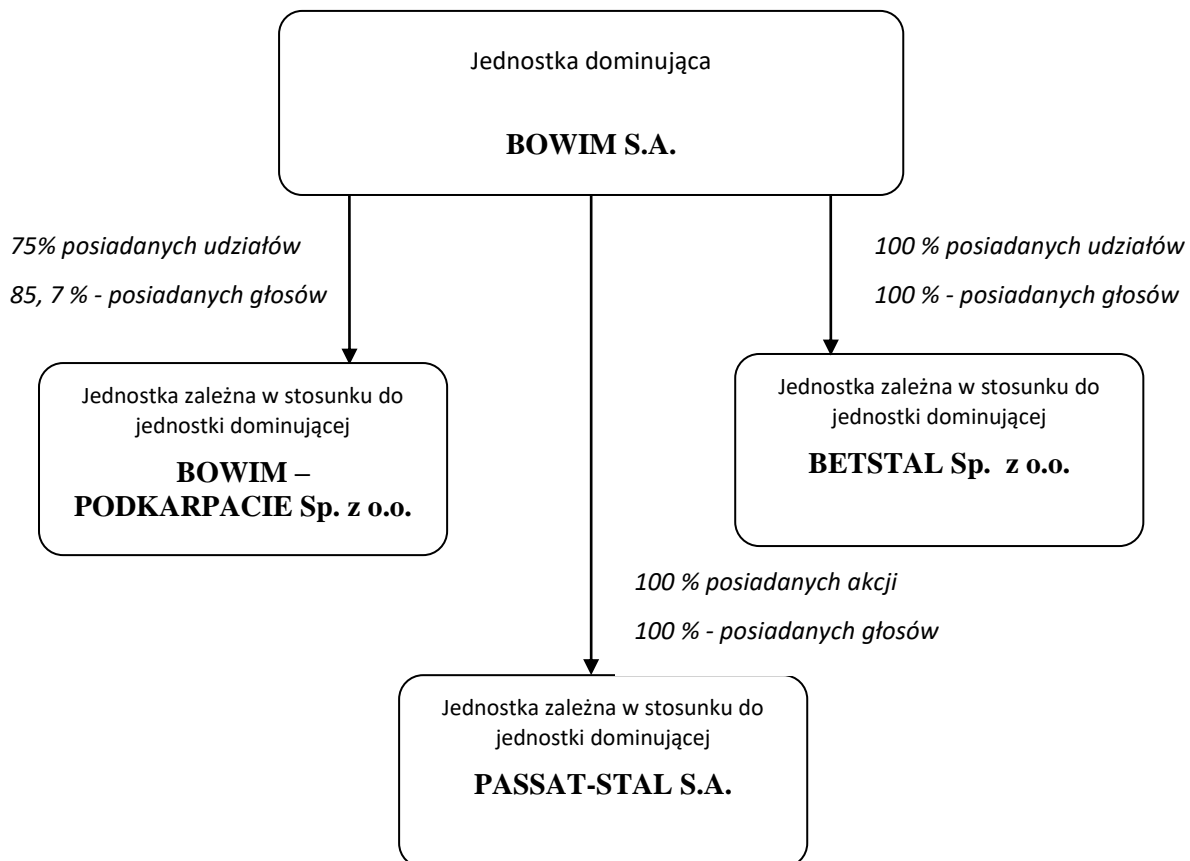 Jednostka dominująca
BOWIM S.A.
75% posiadanych udziałów
85, 7 % - posiadanych głosów
100 % posiadanych udziałów
100 % - posiadanych głosów
Jednostka zależna w stosunku do
jednostki dominującej
BOWIM –
PODKARPACIE Sp. z o.o.
Jednostka zależna w stosunku do
jednostki dominującej
BETSTAL Sp. z o.o.
100 % posiadanych akcji
100 % - posiadanych głosów
Jednostka zależna w stosunku do
jednostki dominującej
PASSAT-STAL S.A.